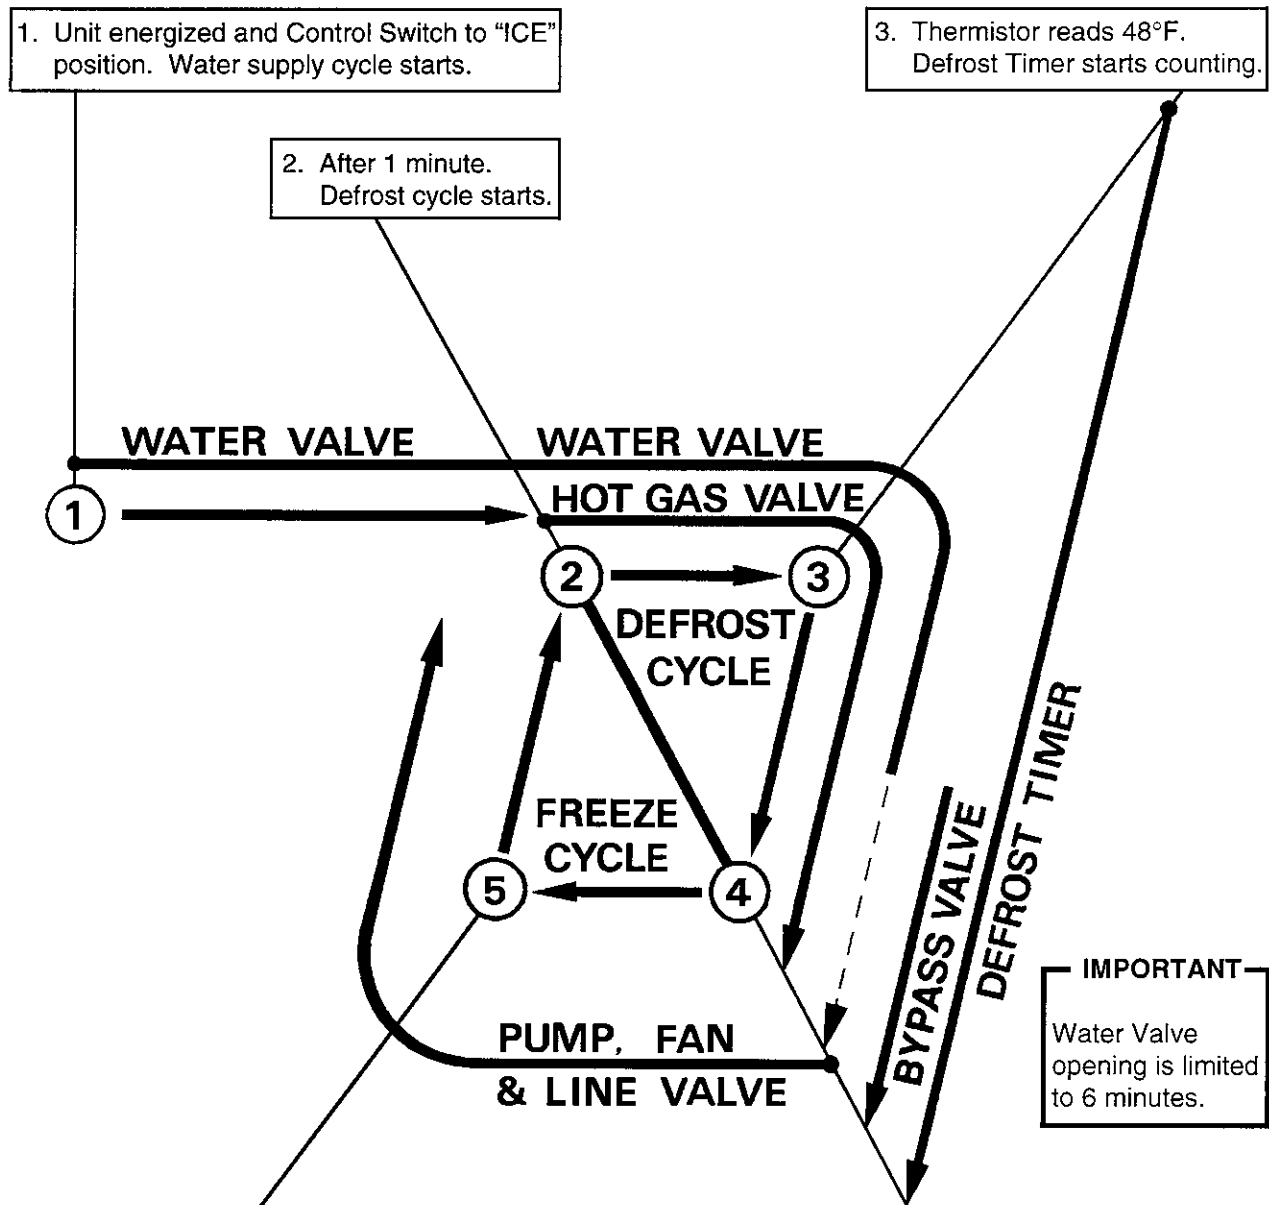 1. Unit energized and Control Switch to “ICE”
position. Water supply cycle starts.
3. Thermistor reads 48°F.
Defrost Timer starts counting.
2. After 1 minute.
Defrost cycle starts.
WATER VALVE WATER VALVE
HOT GAS VALVE
1
2
3
DEFROST
CYCLE
FREEZE
CYCLE
5
4
BYPASS VALVE
DEFROST TIMER
PUMP, FAN
& LINE VALVE
IMPORTANT
Water Valve
opening is limited
to 6 minutes.